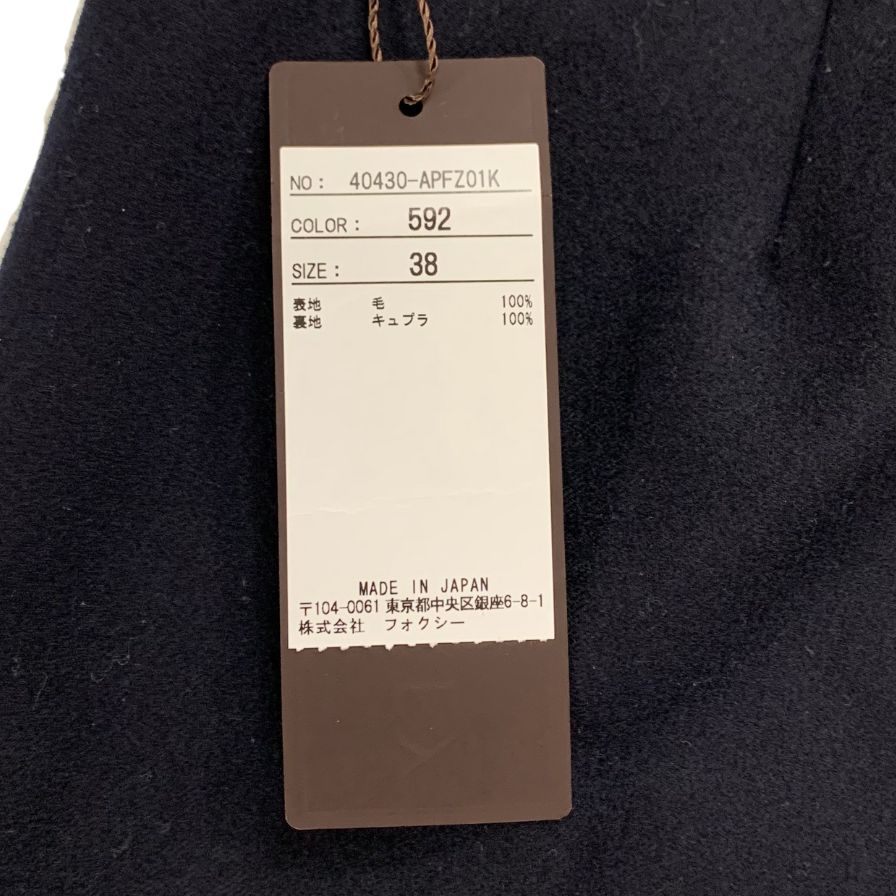 NO: 40430-APFZ01K
COLOR: 592
SIZE: 38
表地 毛 100%
裏地 キュプラ 100%
MADE IN JAPAN
〒104-0061 東京都中央区銀座6-8-1
株式会社 フォクシー